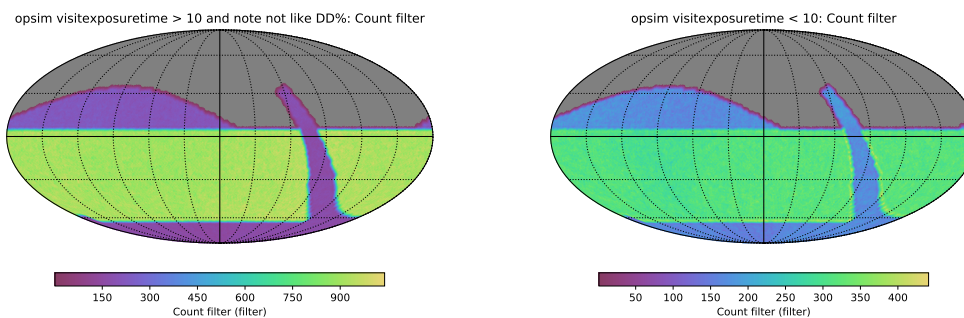 opsim visitexposuretime > 10 and note not like DD%: Count filter
150 300 450 600 750 900
Count filter (filter)
opsim visitexposuretime < 10: Count filter
50 100 150 200 250 300 350 400
Count filter (filter)